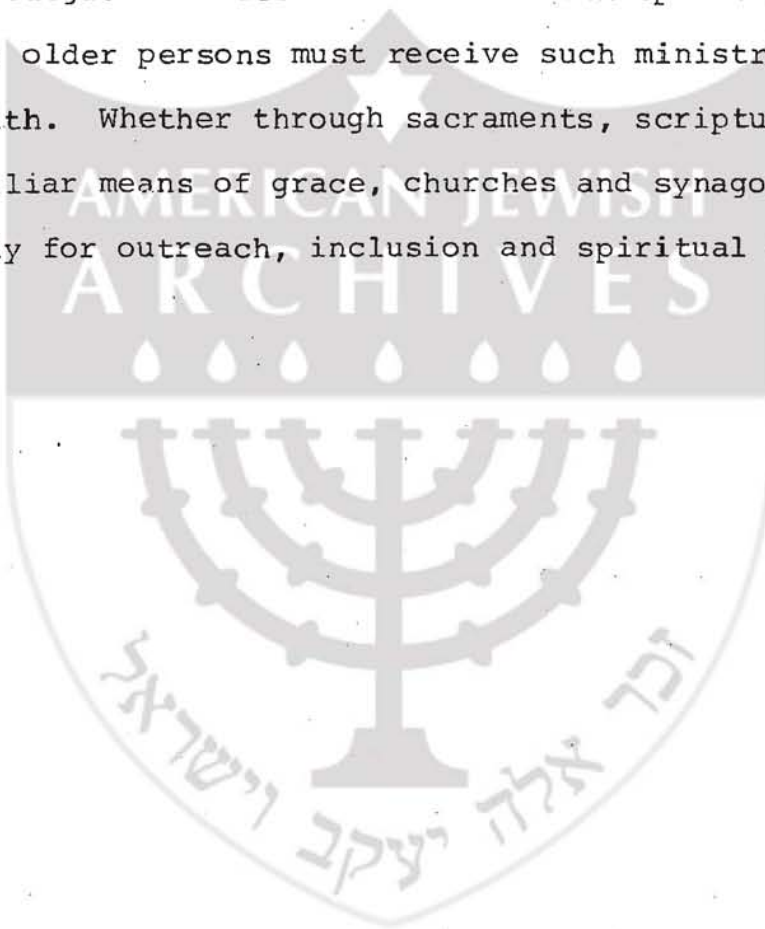 older persons must receive such ministr
th. Whether through sacraments, scriptu
liar means of grace, churches and synago
AMERICAN JEWISH
y for outreach, inclusion and spiritual
ARCHIVES
זכר אלה יעקב וישראל